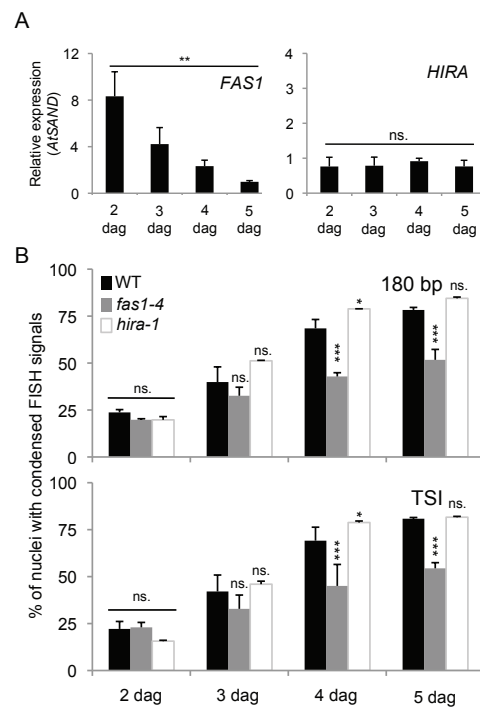 A
Relative expression
(AtSAND)
12
8
4
0
**
FAS1
2
dag
3
dag
4
dag
5
dag
4
3
2
1
0
HIRA
ns.
2
dag
3
dag
4
dag
5
dag
B
% of nuclei with condensed FISH signals
100
75
50
25
0
WT
fas1-4
hira-1
180 bp
ns.
ns.
ns.
***
*
***
ns.
75
50
25
0
TSI
ns.
ns.
ns.
***
*
***
ns.
2 dag
3 dag
4 dag
5 dag